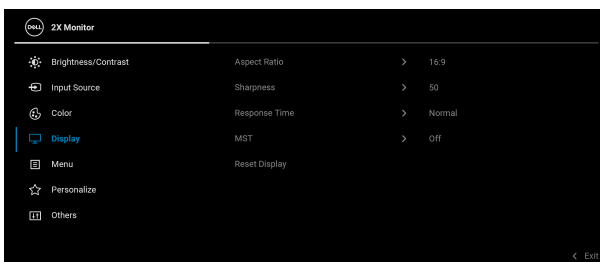 DELL 2X Monitor
Brightness/Contrast Aspect Ratio > 16:9
Input Source Sharpness > 50
Color Response Time > Normal
Display MST > Off
Menu Reset Display
Personalize
Others
< Exit